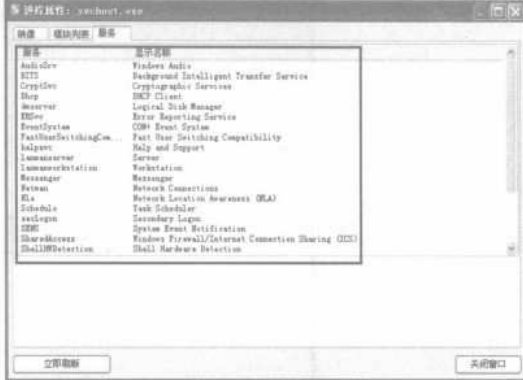 进程属性: svchost.exe
映像 模块列表 服务
服务 显示名称
AudioSrv Windows Audio
BITS Background Intelligent Transfer Service
CryptSvc Cryptographic Services
Dhcp DHCP Client
dmserver Logical Disk Manager
ERSvc Error Reporting Service
EventSystem COM+ Event System
FastUserSwitchingCom... Fast User Switching Compatibility
helpsvc Help and Support
lanmanserver Server
lanmanworkstation Workstation
Messenger Messenger
Netman Network Connections
Nla Network Location Awareness (NLA)
Schedule Task Scheduler
seclogon Secondary Logon
SENS System Event Notification
SharedAccess Windows Firewall/Internet Connection Sharing (ICS)
ShellHWDetection Shell Hardware Detection
立即刷新 关闭窗口